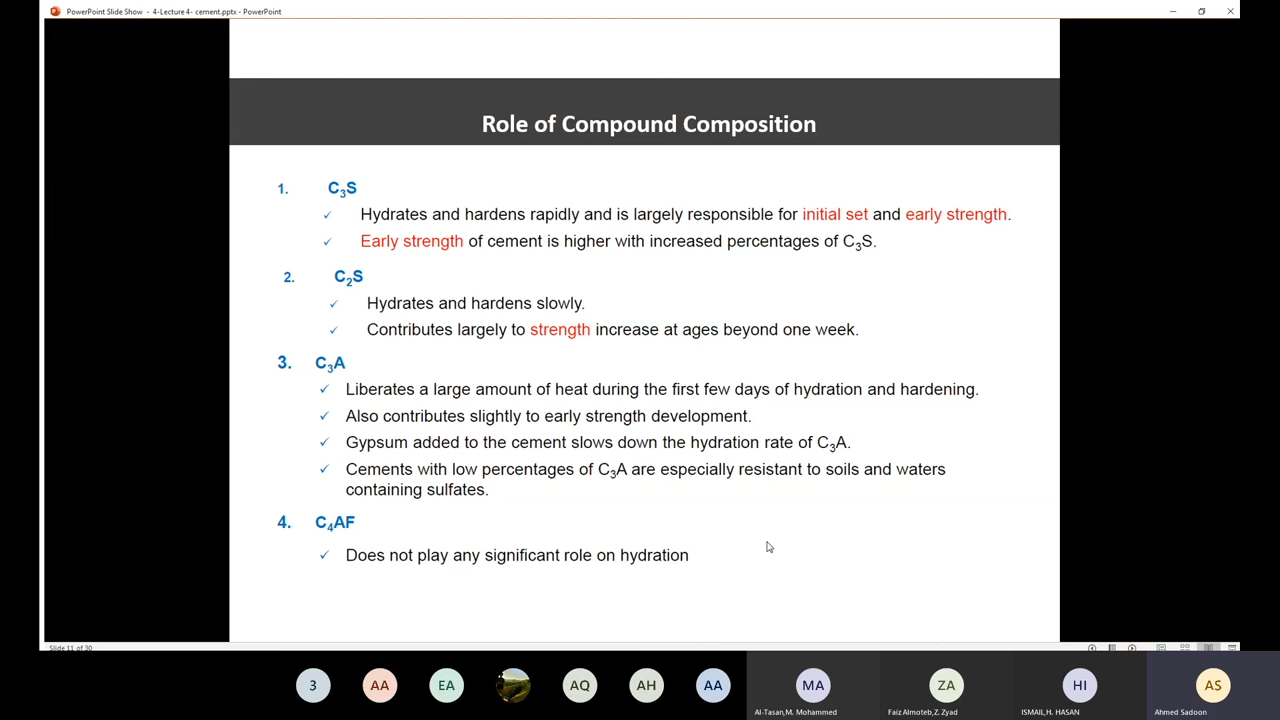 PowerPoint Slide Show - 4-Lecture 4- cement.pptx - PowerPoint
Role of Compound Composition
1. C3S
✓ Hydrates and hardens rapidly and is largely responsible for initial set and early strength.
✓ Early strength of cement is higher with increased percentages of C3S.
2. C2S
✓ Hydrates and hardens slowly.
✓ Contributes largely to strength increase at ages beyond one week.
3. C3A
✓ Liberates a large amount of heat during the first few days of hydration and hardening.
✓ Also contributes slightly to early strength development.
✓ Gypsum added to the cement slows down the hydration rate of C3A.
✓ Cements with low percentages of C3A are especially resistant to soils and waters
containing sulfates.
4. C4AF
✓ Does not play any significant role on hydration
Slide 11 of 30
3 AA EA AQ AH AA MA ZA HI AS
Al-Tasan,M. Mohammed Faiz Almoteb,Z. Zyad ISMAIL,H. HASAN Ahmed Sadoon